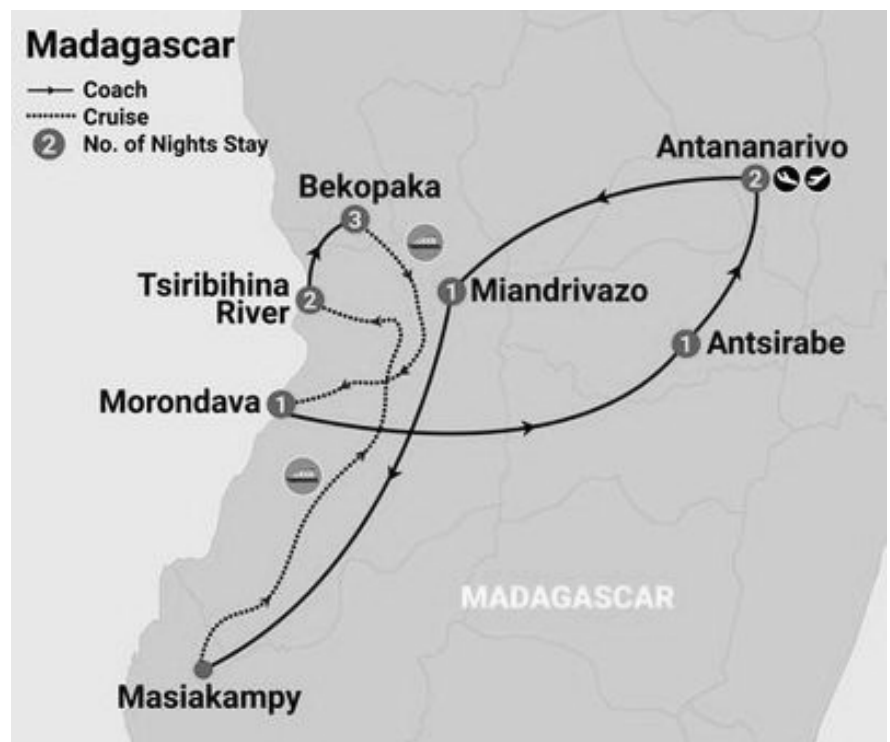 Madagascar
Coach
Cruise
2 No. of Nights Stay
Antananarivo
2
Bekopaka
3
Tsiribihina
River
2
1 Miandrivazo
1 Antsirabe
Morondava 1
MADAGASCAR
Masiakampy